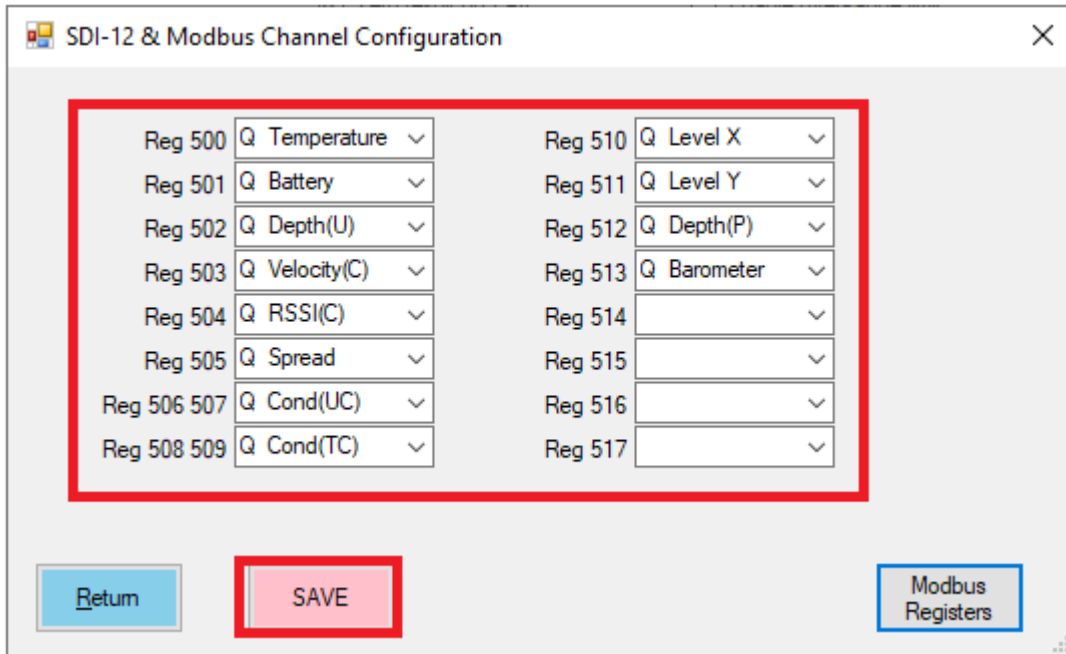 SDI-12 & Modbus Channel Configuration
Reg 500 Q Temperature
Reg 501 Q Battery
Reg 502 Q Depth(U)
Reg 503 Q Velocity(C)
Reg 504 Q RSSI(C)
Reg 505 Q Spread
Reg 506 507 Q Cond(UC)
Reg 508 509 Q Cond(TC)
Reg 510 Q Level X
Reg 511 Q Level Y
Reg 512 Q Depth(P)
Reg 513 Q Barometer
Reg 514
Reg 515
Reg 516
Reg 517
Return
SAVE
Modbus
Registers